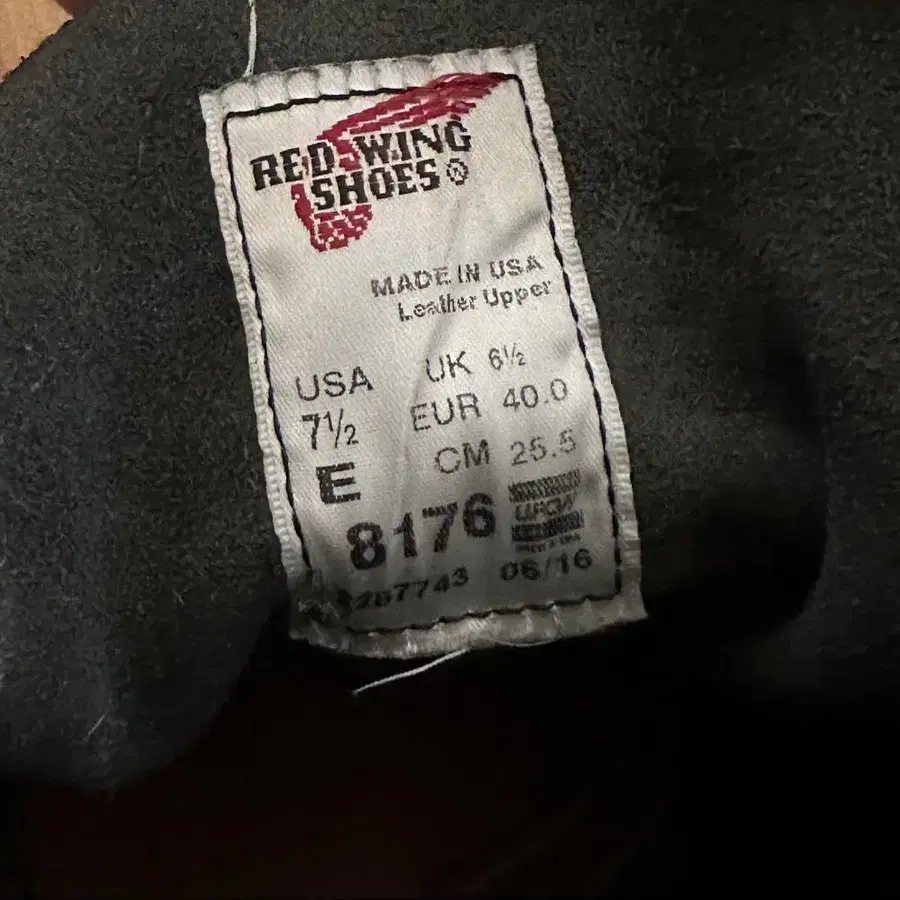 RED WING
SHOES®
MADE IN USA
Leather Upper
USA
7½
E
UK 6½
EUR 40.0
CM 25.5
8176
257743 06/16